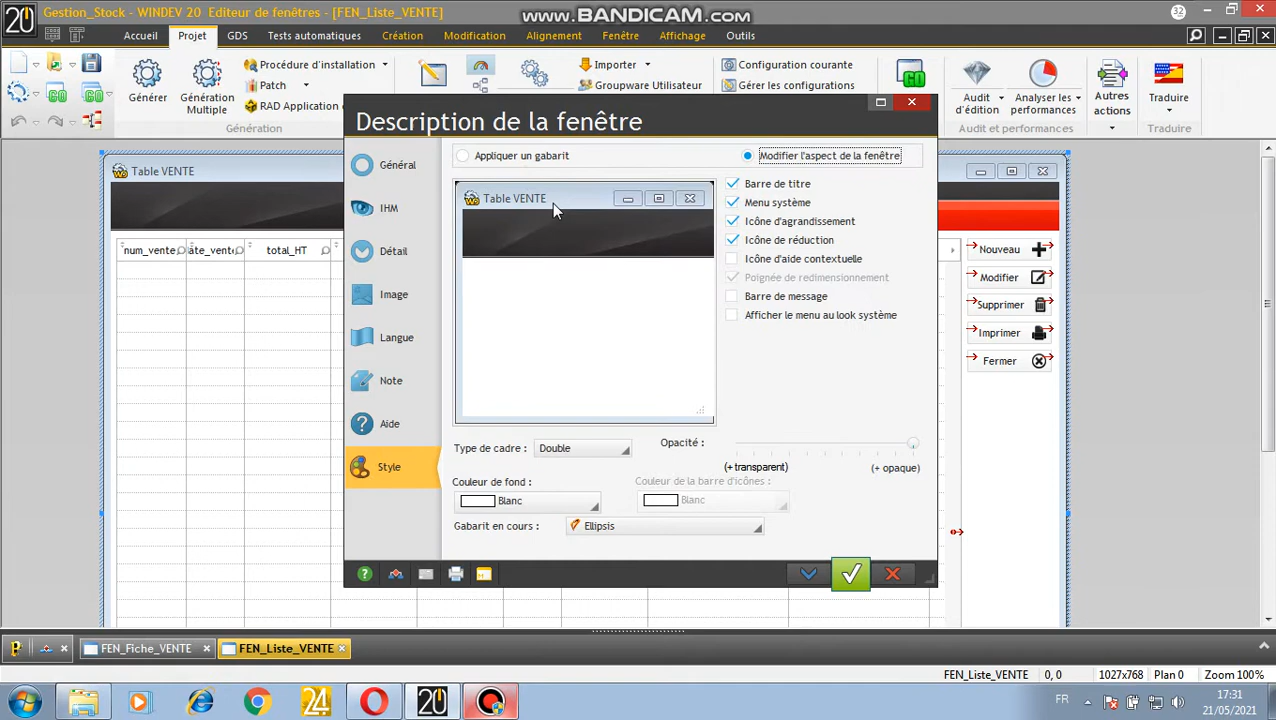 Gestion_Stock - WINDEV 20  Editeur de fenêtres - [FEN_Liste_VENTE]
www.BANDICAM.com
32
Accueil Projet GDS Tests automatiques Création Modification Alignement Fenêtre Affichage Outils
Générer
Génération Multiple
Procédure d'installation
Patch
RAD Application
Génération
Importer
Groupware Utilisateur
Configuration courante
Gérer les configurations
GO
Audit d'édition
Analyser les performances
Audit et performances
Autres actions
Traduire
Traduire
Table VENTE
num_vente
total_HT
Nouveau
Modifier
Supprimer
Imprimer
Fermer
Description de la fenêtre
Général
IHM
Détail
Image
Langue
Note
Aide
Style
Appliquer un gabarit
Modifier l'aspect de la fenêtre
Table VENTE
Barre de titre
Menu système
Icône d'agrandissement
Icône de réduction
Icône d'aide contextuelle
Poignée de redimensionnement
Barre de message
Afficher le menu au look système
Type de cadre : Double
Opacité :
(+ transparent) (+ opaque)
Couleur de fond :
Blanc
Couleur de la barre d'icônes :
Blanc
Gabarit en cours : Ellipsis
FEN_Fiche_VENTE
FEN_Liste_VENTE
FEN_Liste_VENTE 0, 0 1027x768 Plan 0 Zoom 100%
FR
17:31
21/05/2021